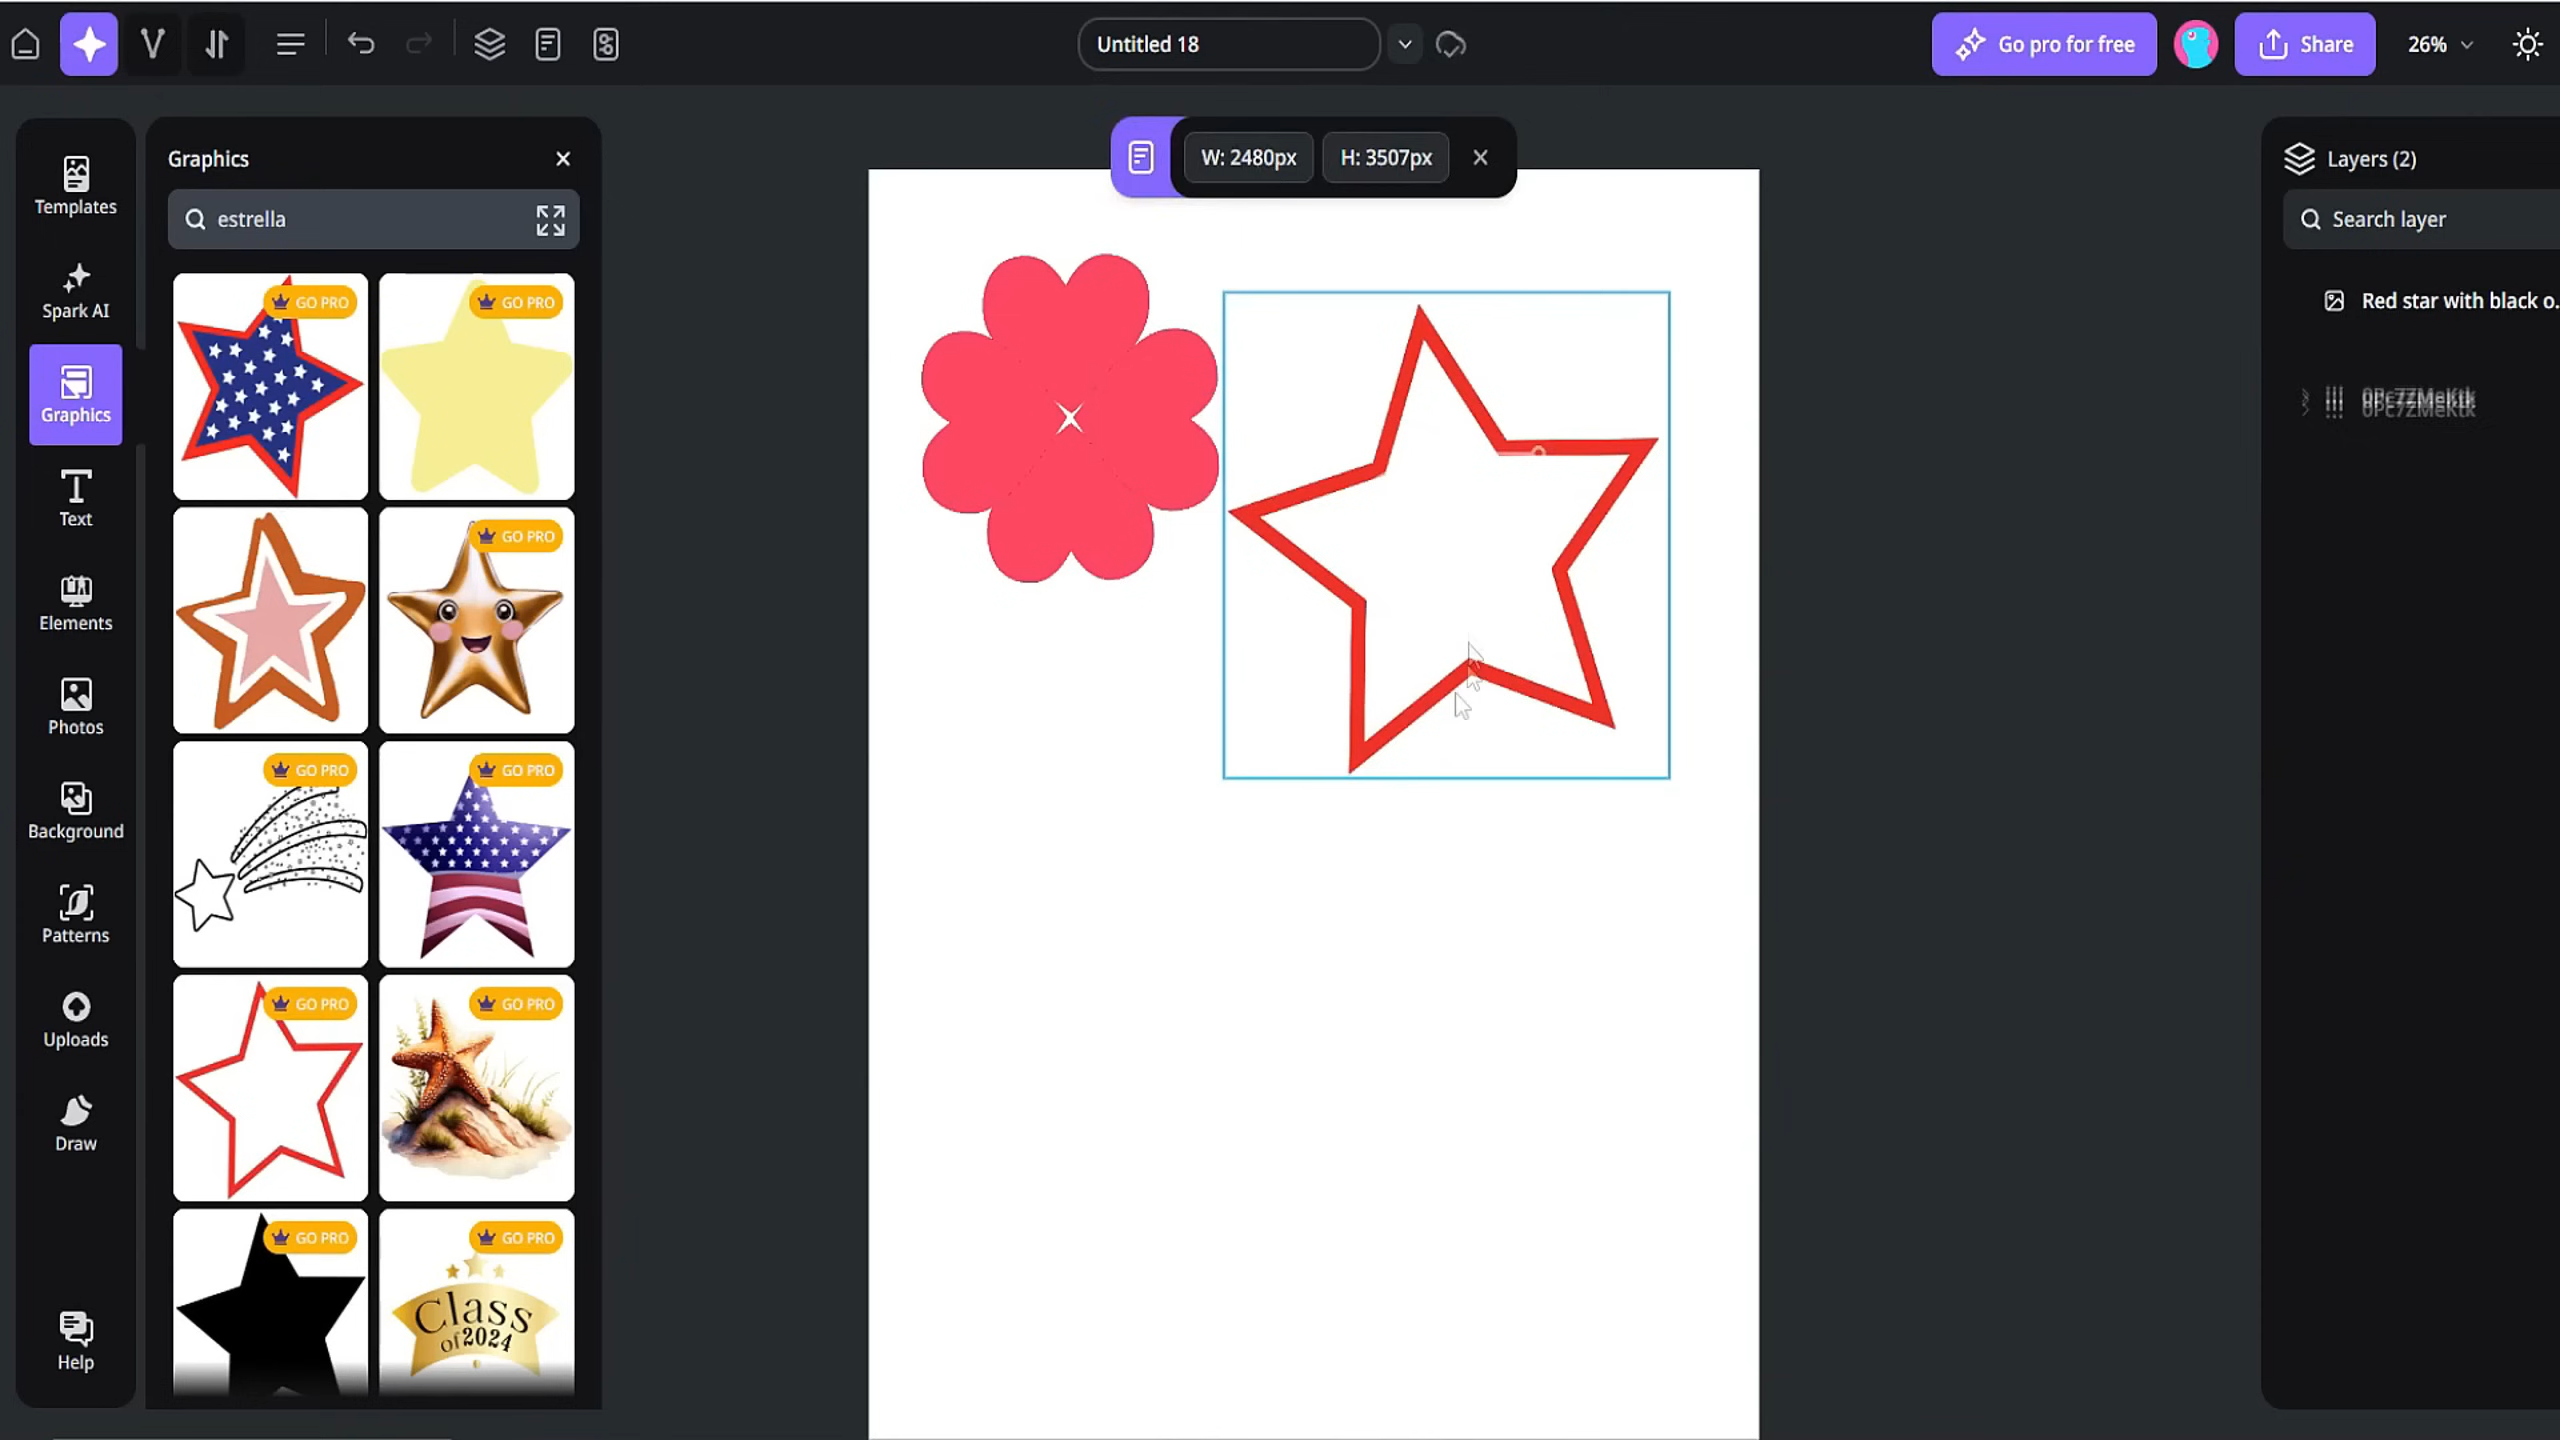 Untitled 18
Go pro for free
Share
26%
Templates
Spark AI
Graphics
Text
Elements
Photos
Background
Patterns
Uploads
Draw
Help
Graphics
estrella
GO PRO
GO PRO
GO PRO
GO PRO
GO PRO
GO PRO
GO PRO
GO PRO
GO PRO
Class
of 2024
W: 2480px
H: 3507px
Layers (2)
Search layer
Red star with black o.